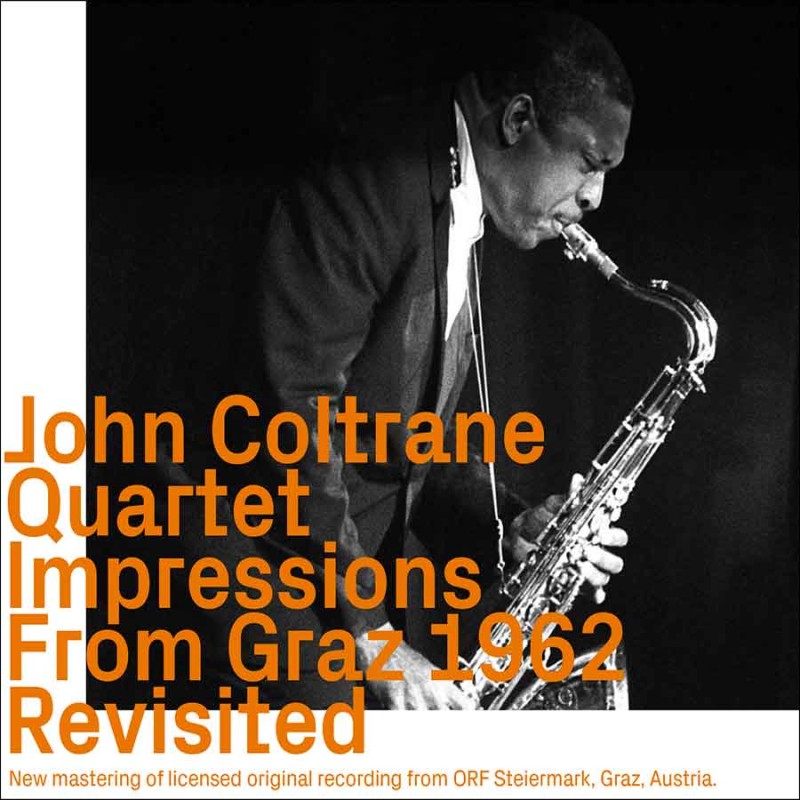 John Coltrane
Quartet
Impressions
From Graz 1962
Revisited
New mastering of licensed original recording from ORF Steiermark, Graz, Austria.